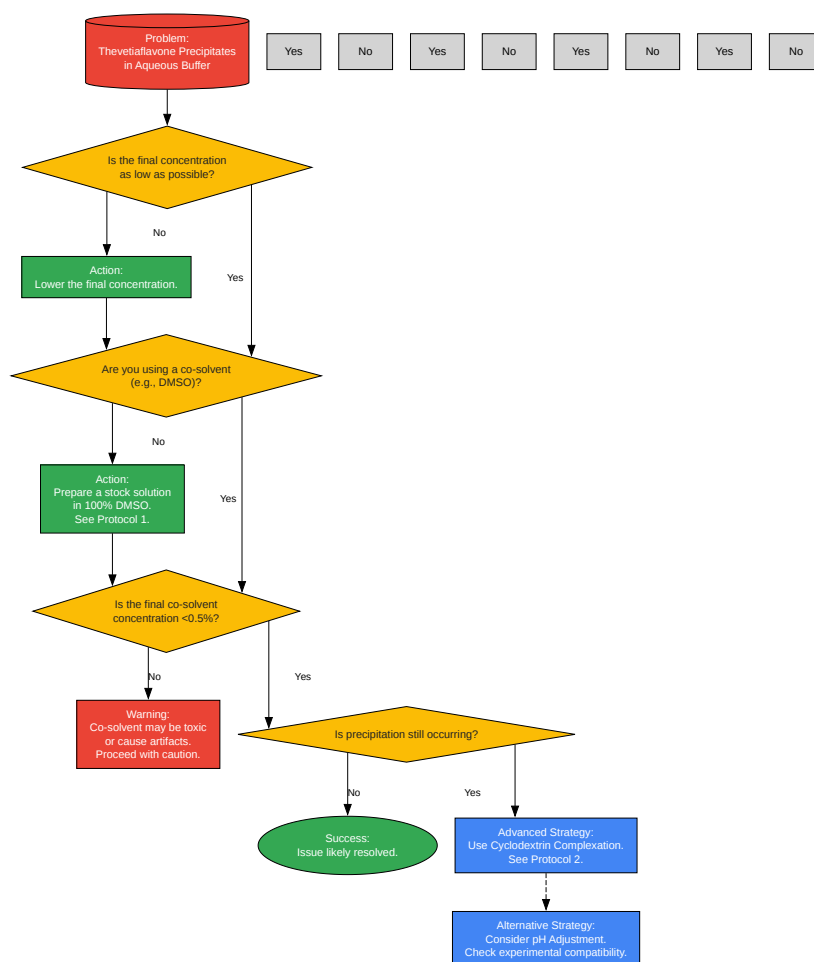 Problem:
Thevetiaflavone Precipitates
in Aqueous Buffer
Yes
No
Yes
No
Yes
No
Yes
No
Is the final concentration
as low as possible?
No
Yes
Action:
Lower the final concentration.
Are you using a co-solvent
(e.g., DMSO)?
No
Yes
Action:
Prepare a stock solution
in 100% DMSO.
See Protocol 1.
Is the final co-solvent
concentration <0.5%?
No
Yes
Warning:
Co-solvent may be toxic
or cause artifacts.
Proceed with caution.
Is precipitation still occurring?
No
Yes
Success:
Issue likely resolved.
Advanced Strategy:
Use Cyclodextrin Complexation.
See Protocol 2.
Alternative Strategy:
Consider pH Adjustment.
Check experimental compatibility.